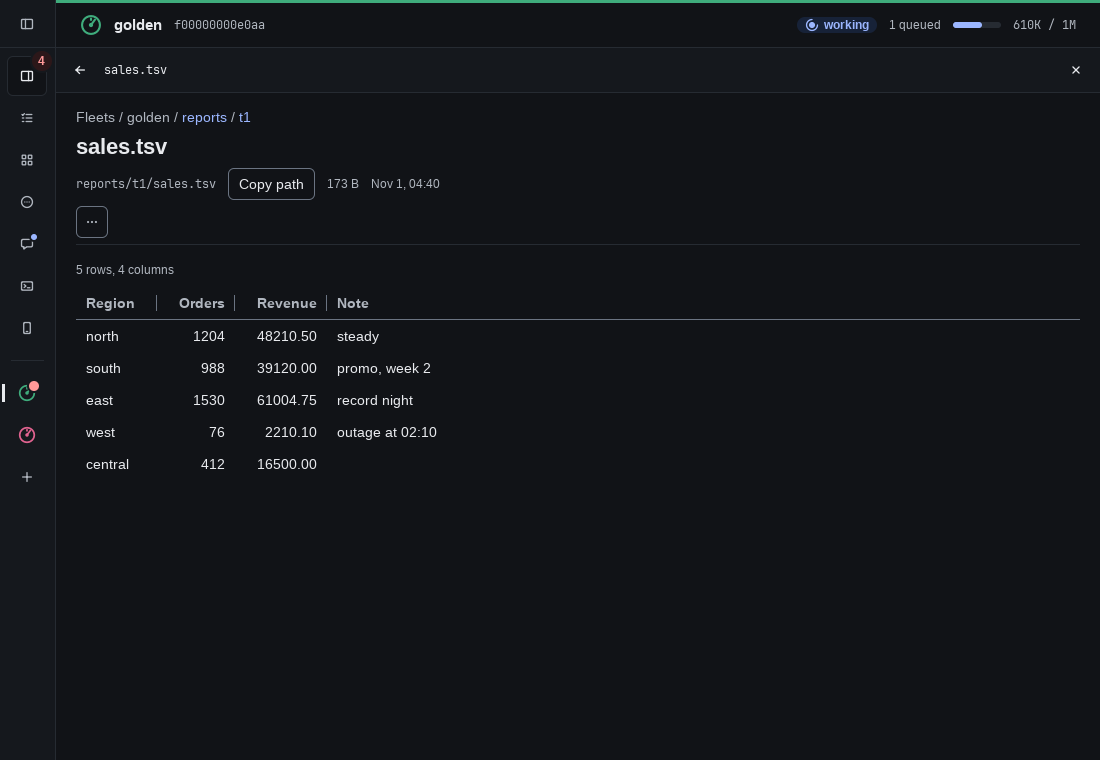 golden f00000000e0aa working 1 queued 610K / 1M
4
← sales.tsv ×
Fleets / golden / reports / t1
sales.tsv
reports/t1/sales.tsv Copy path 173 B Nov 1, 04:40
...
5 rows, 4 columns
Region Orders Revenue Note
north 1204 48210.50 steady
south 988 39120.00 promo, week 2
east 1530 61004.75 record night
west 76 2210.10 outage at 02:10
central 412 16500.00